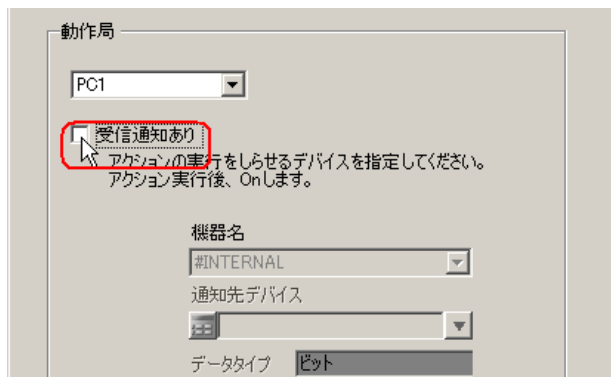 動作局
PC1
受信通知あり
アクションの実行をしらせるデバイスを指定してください。
アクション実行後、Onします。
機器名
#INTERNAL
通知先デバイス
データタイプ ビット